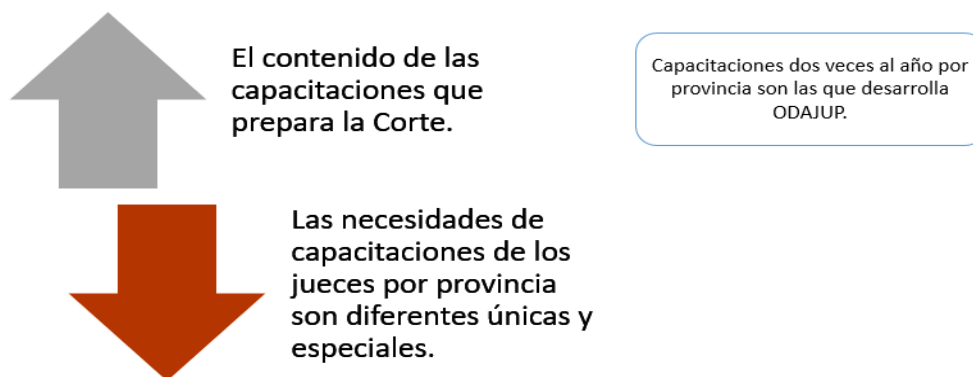 El contenido de las
capacitaciones que
prepara la Corte.
Capacitaciones dos veces al año por
provincia son las que desarrolla
ODAJUP.
Las necesidades de
capacitaciones de los
jueces por provincia
son diferentes únicas y
especiales.